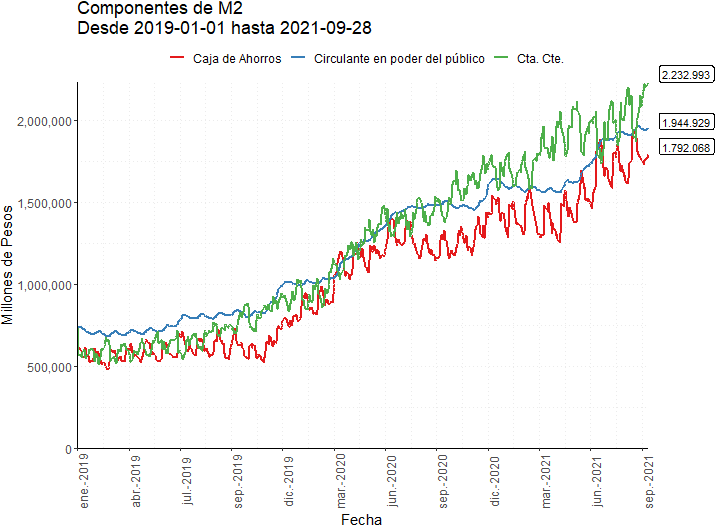 Componentes de M2
Desde 2019-01-01 hasta 2021-09-28
Caja de Ahorros
Circulante en poder del público
Cta. Cte.
2.232.993
1.944.929
1.792.068
Millones de Pesos
2,000,000
1,500,000
1,000,000
500,000
0
ene.-2019
abr.-2019
jul.-2019
sep.-2019
dic.-2019
mar.-2020
jun.-2020
sep.-2020
dic.-2020
mar.-2021
jun.-2021
sep.-2021
Fecha